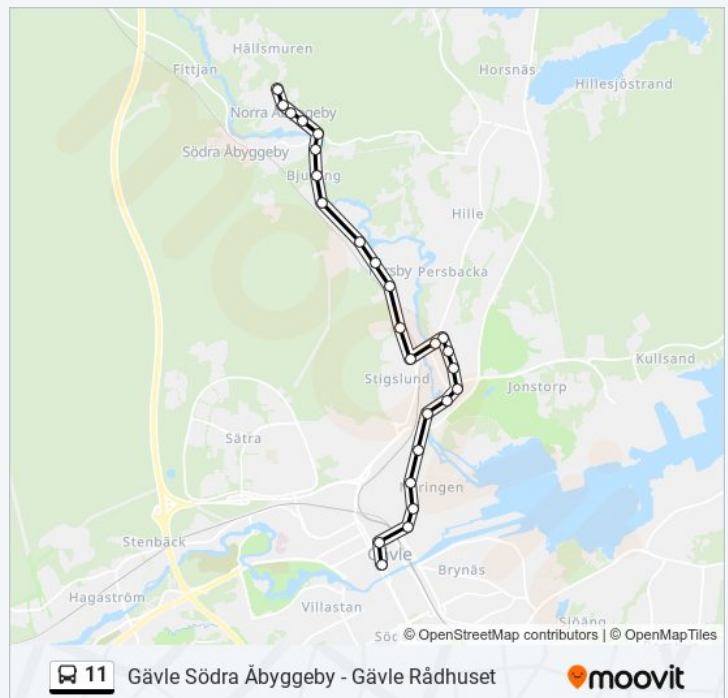 Hällsmuren
Fittjan
Horsnäs
Hillesjöstrand
Norra Åbyggeby
Södra Åbyggeby
Hille
Persbacka
Kullsand
Stigslund
Jonstorp
Sätra
Stenbäck
Gävle
Brynäs
Hagaström
Villastan
© OpenStreetMap contributors | © OpenMapTiles
11 Gävle Södra Åbyggeby - Gävle Rådhuset
moovit